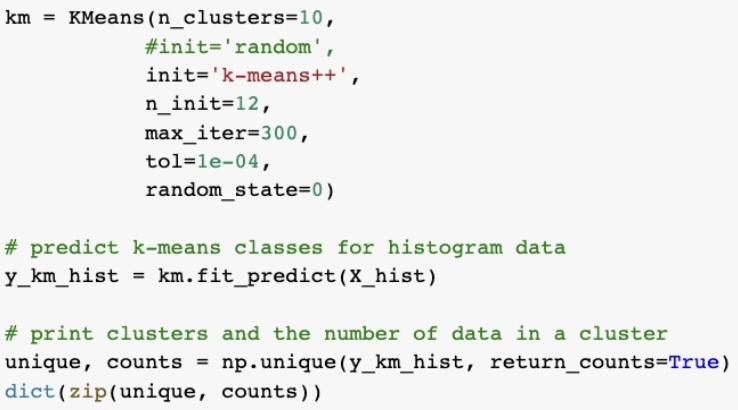 km = KMeans(n_clusters=10,
            #init='random',
            init='k-means++',
            n_init=12,
            max_iter=300,
            tol=1e-04,
            random_state=0)

# predict k-means classes for histogram data
y_km_hist = km.fit_predict(X_hist)

# print clusters and the number of data in a cluster
unique, counts = np.unique(y_km_hist, return_counts=True)
dict(zip(unique, counts))